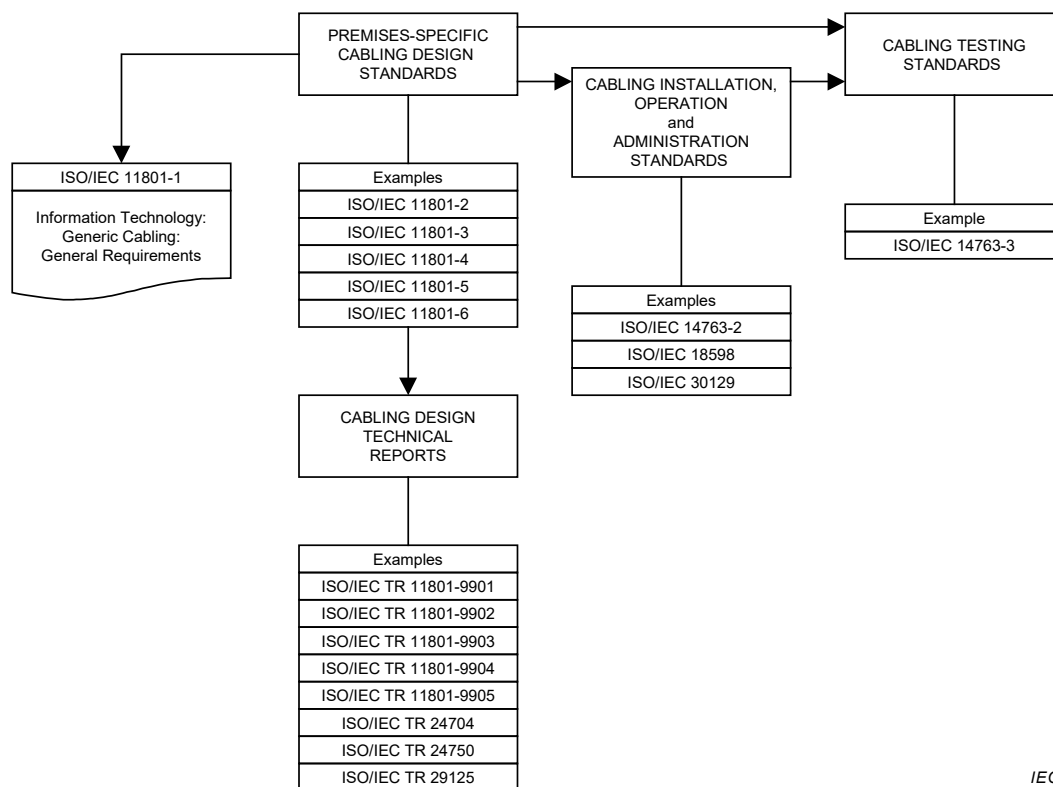 PREMISES-SPECIFIC
CABLING DESIGN
STANDARDS
CABLING TESTING
STANDARDS
CABLING INSTALLATION,
OPERATION
and
ADMINISTRATION
STANDARDS
ISO/IEC 11801-1
Information Technology:
Generic Cabling:
General Requirements
Examples
ISO/IEC 11801-2
ISO/IEC 11801-3
ISO/IEC 11801-4
ISO/IEC 11801-5
ISO/IEC 11801-6
Example
ISO/IEC 14763-3
Examples
ISO/IEC 14763-2
ISO/IEC 18598
ISO/IEC 30129
CABLING DESIGN
TECHNICAL
REPORTS
Examples
ISO/IEC TR 11801-9901
ISO/IEC TR 11801-9902
ISO/IEC TR 11801-9903
ISO/IEC TR 11801-9904
ISO/IEC TR 11801-9905
ISO/IEC TR 24704
ISO/IEC TR 24750
ISO/IEC TR 29125
IEC